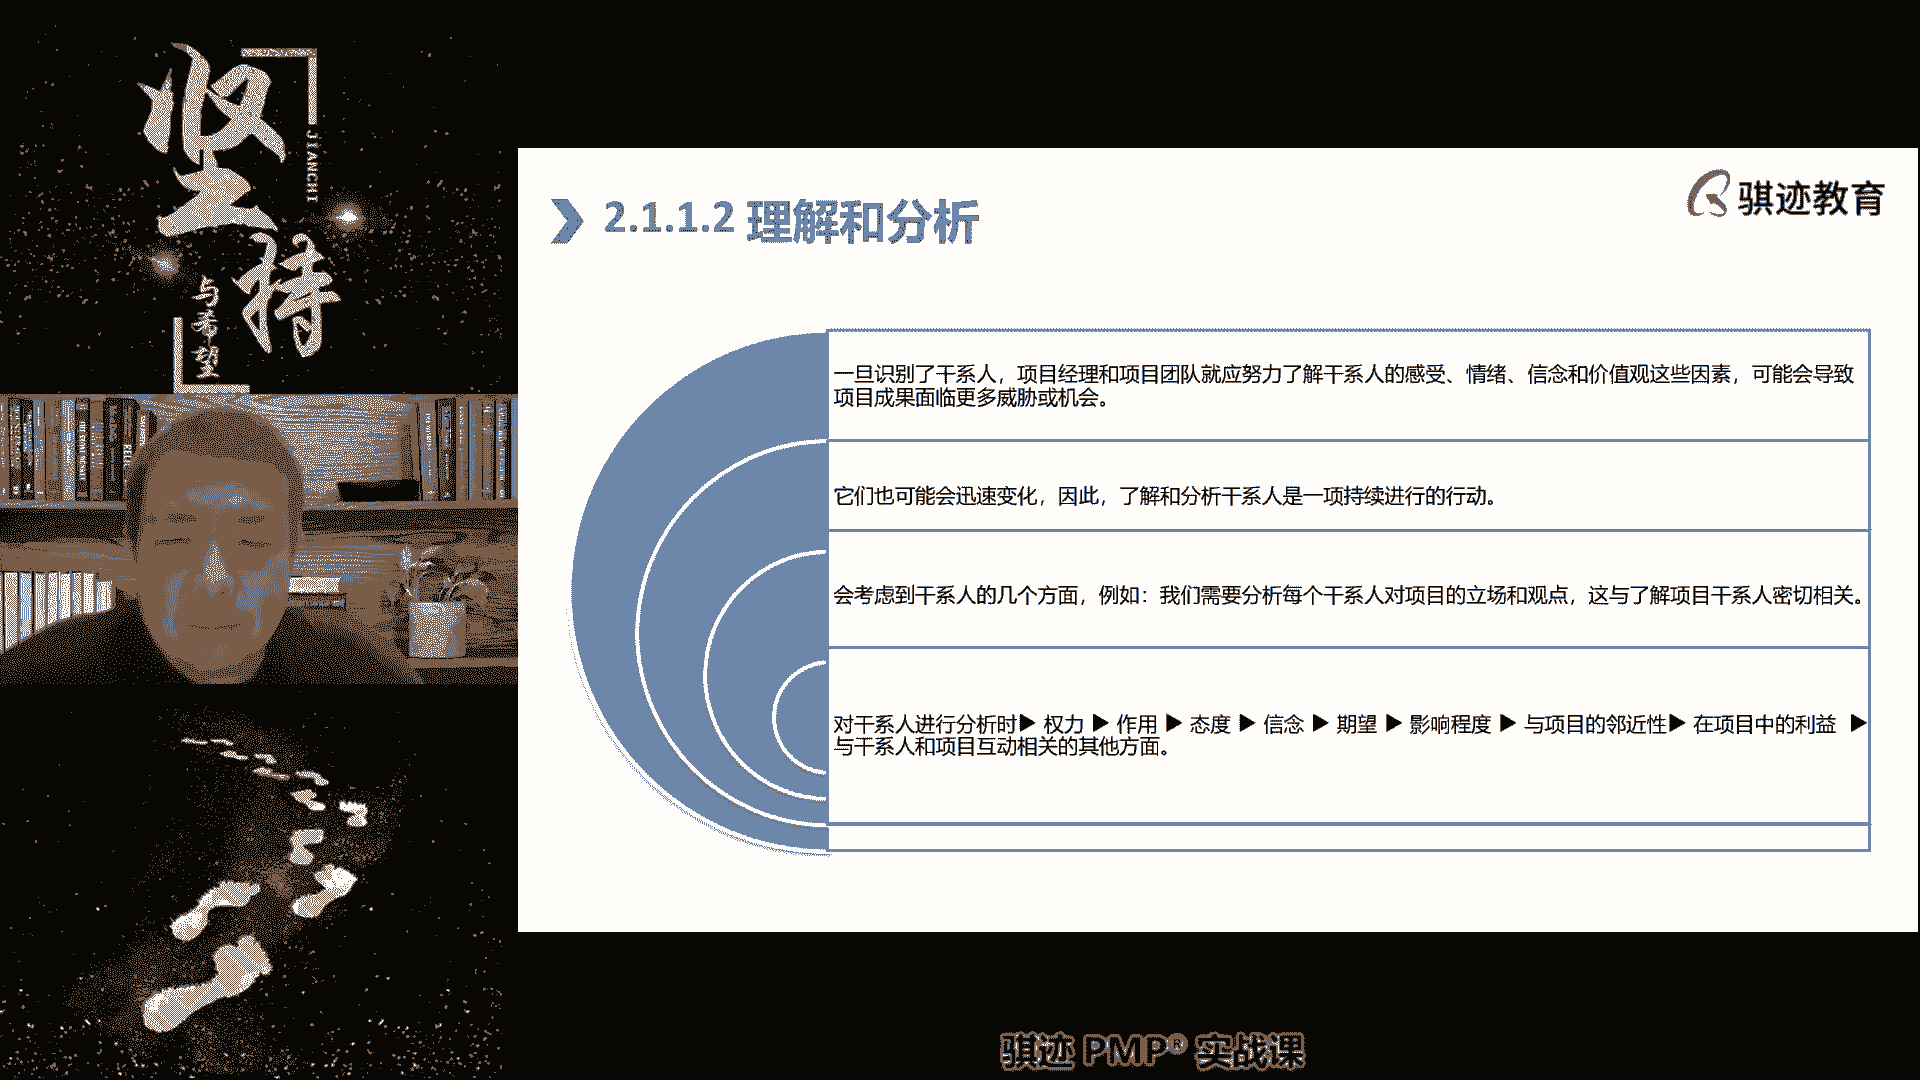 坚持
JIANCHI
与希望
骐迹教育
2.1.1.2 理解和分析
一旦识别了干系人，项目经理和项目团队就应努力了解干系人的感受、情绪、信念和价值观这些因素，可能会导致
项目成果面临更多威胁或机会。
它们也可能会迅速变化，因此，了解和分析干系人是一项持续进行的行动。
会考虑到干系人的几个方面，例如：我们需要分析每个干系人对项目的立场和观点，这与了解项目干系人密切相关。
对干系人进行分析时▶ 权力 ▶ 作用 ▶ 态度 ▶ 信念 ▶ 期望 ▶ 影响程度 ▶ 与项目的邻近性▶ 在项目中的利益 ▶
与干系人和项目互动相关的其他方面。
骐迹 PMP® 实战课